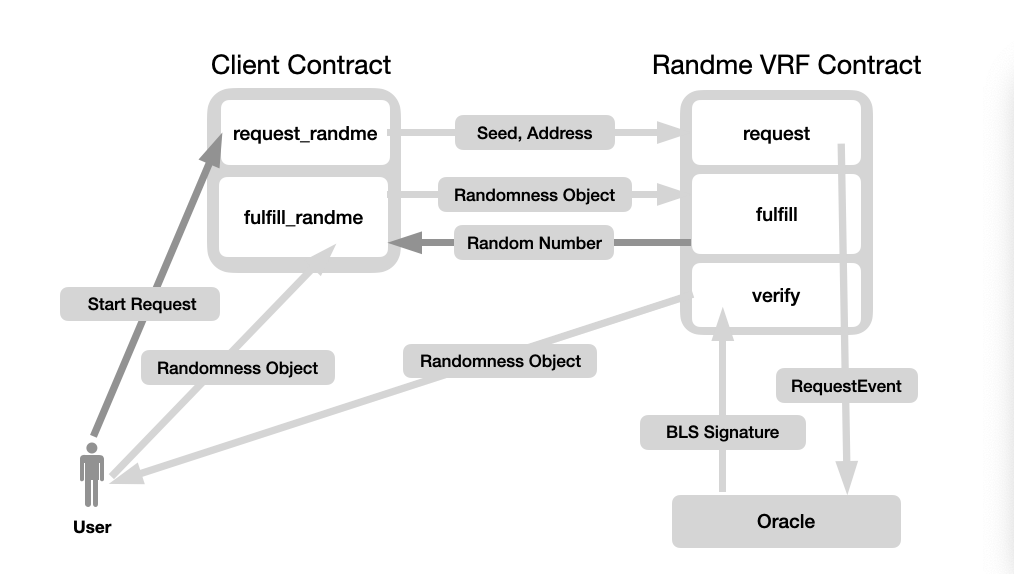 Client Contract
Randme VRF Contract
request_randme
Seed, Address
request
Randomness Object
fulfill_randme
fulfill
Random Number
verify
Start Request
Randomness Object
Randomness Object
RequestEvent
BLS Signature
User
Oracle